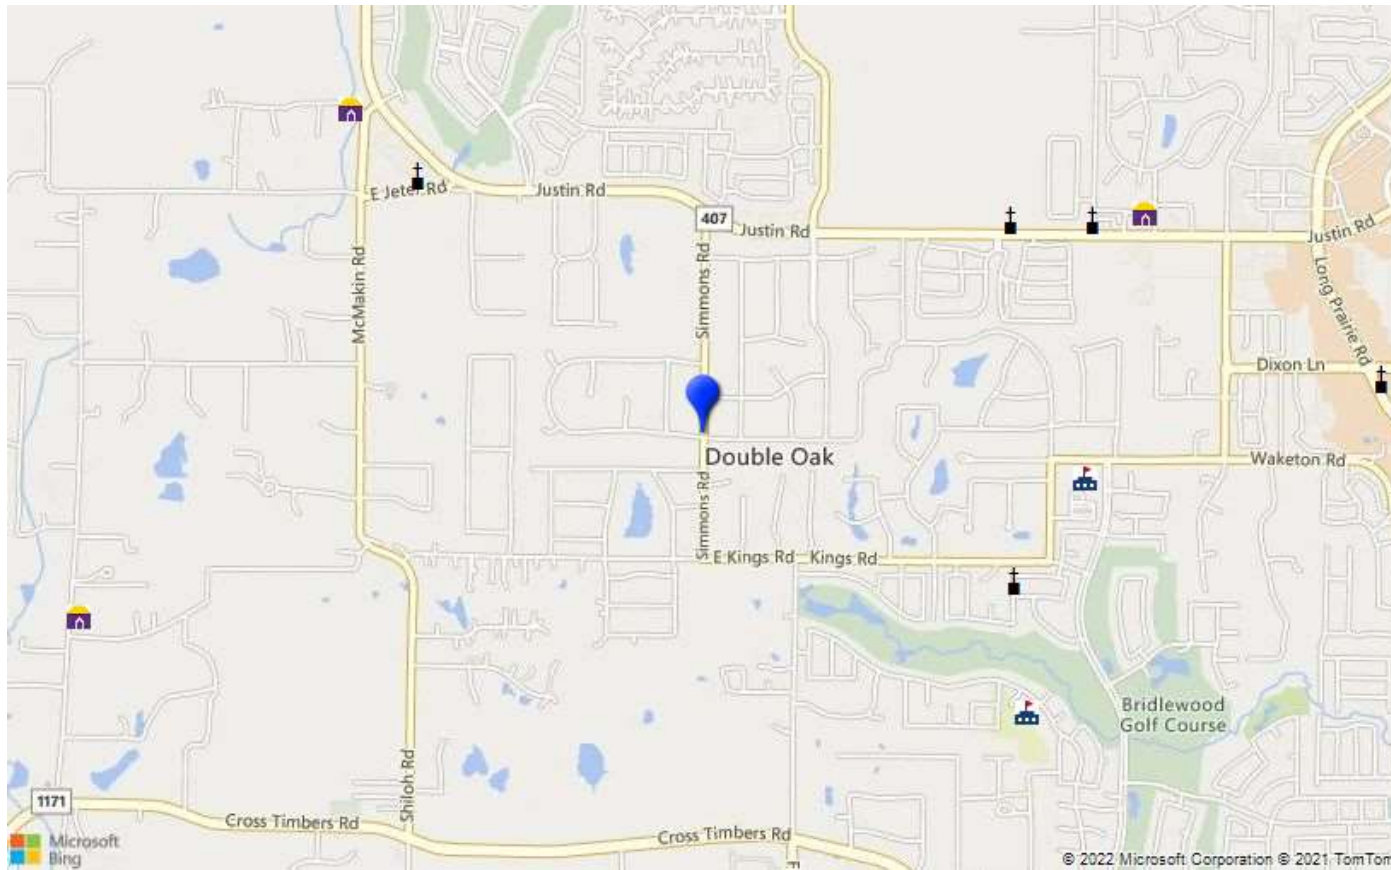 E Jeter Rd
Justin Rd
407
Justin Rd
Justin Rd
Simmons Rd
McMakin Rd
Long Prairie Rd
Dixon Ln
Double Oak
Waketon Rd
Simmons Rd
E Kings Rd
Kings Rd
Bridlewood
Golf Course
Shiloh Rd
1171
Cross Timbers Rd
Cross Timbers Rd
F
Microsoft
Bing
© 2022 Microsoft Corporation © 2021 TomTom